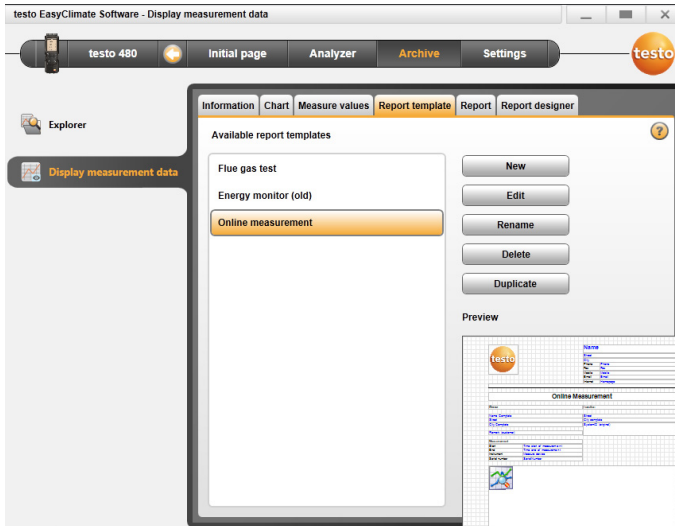 testo EasyClimate Software - Display measurement data
testo 480
Initial page
Analyzer
Archive
Settings
testo
Explorer
Display measurement data
Information
Chart
Measure values
Report template
Report
Report designer
Available report templates
?
Flue gas test
Energy monitor (old)
Online measurement
New
Edit
Rename
Delete
Duplicate
Preview
testo
Name
Online Measurement